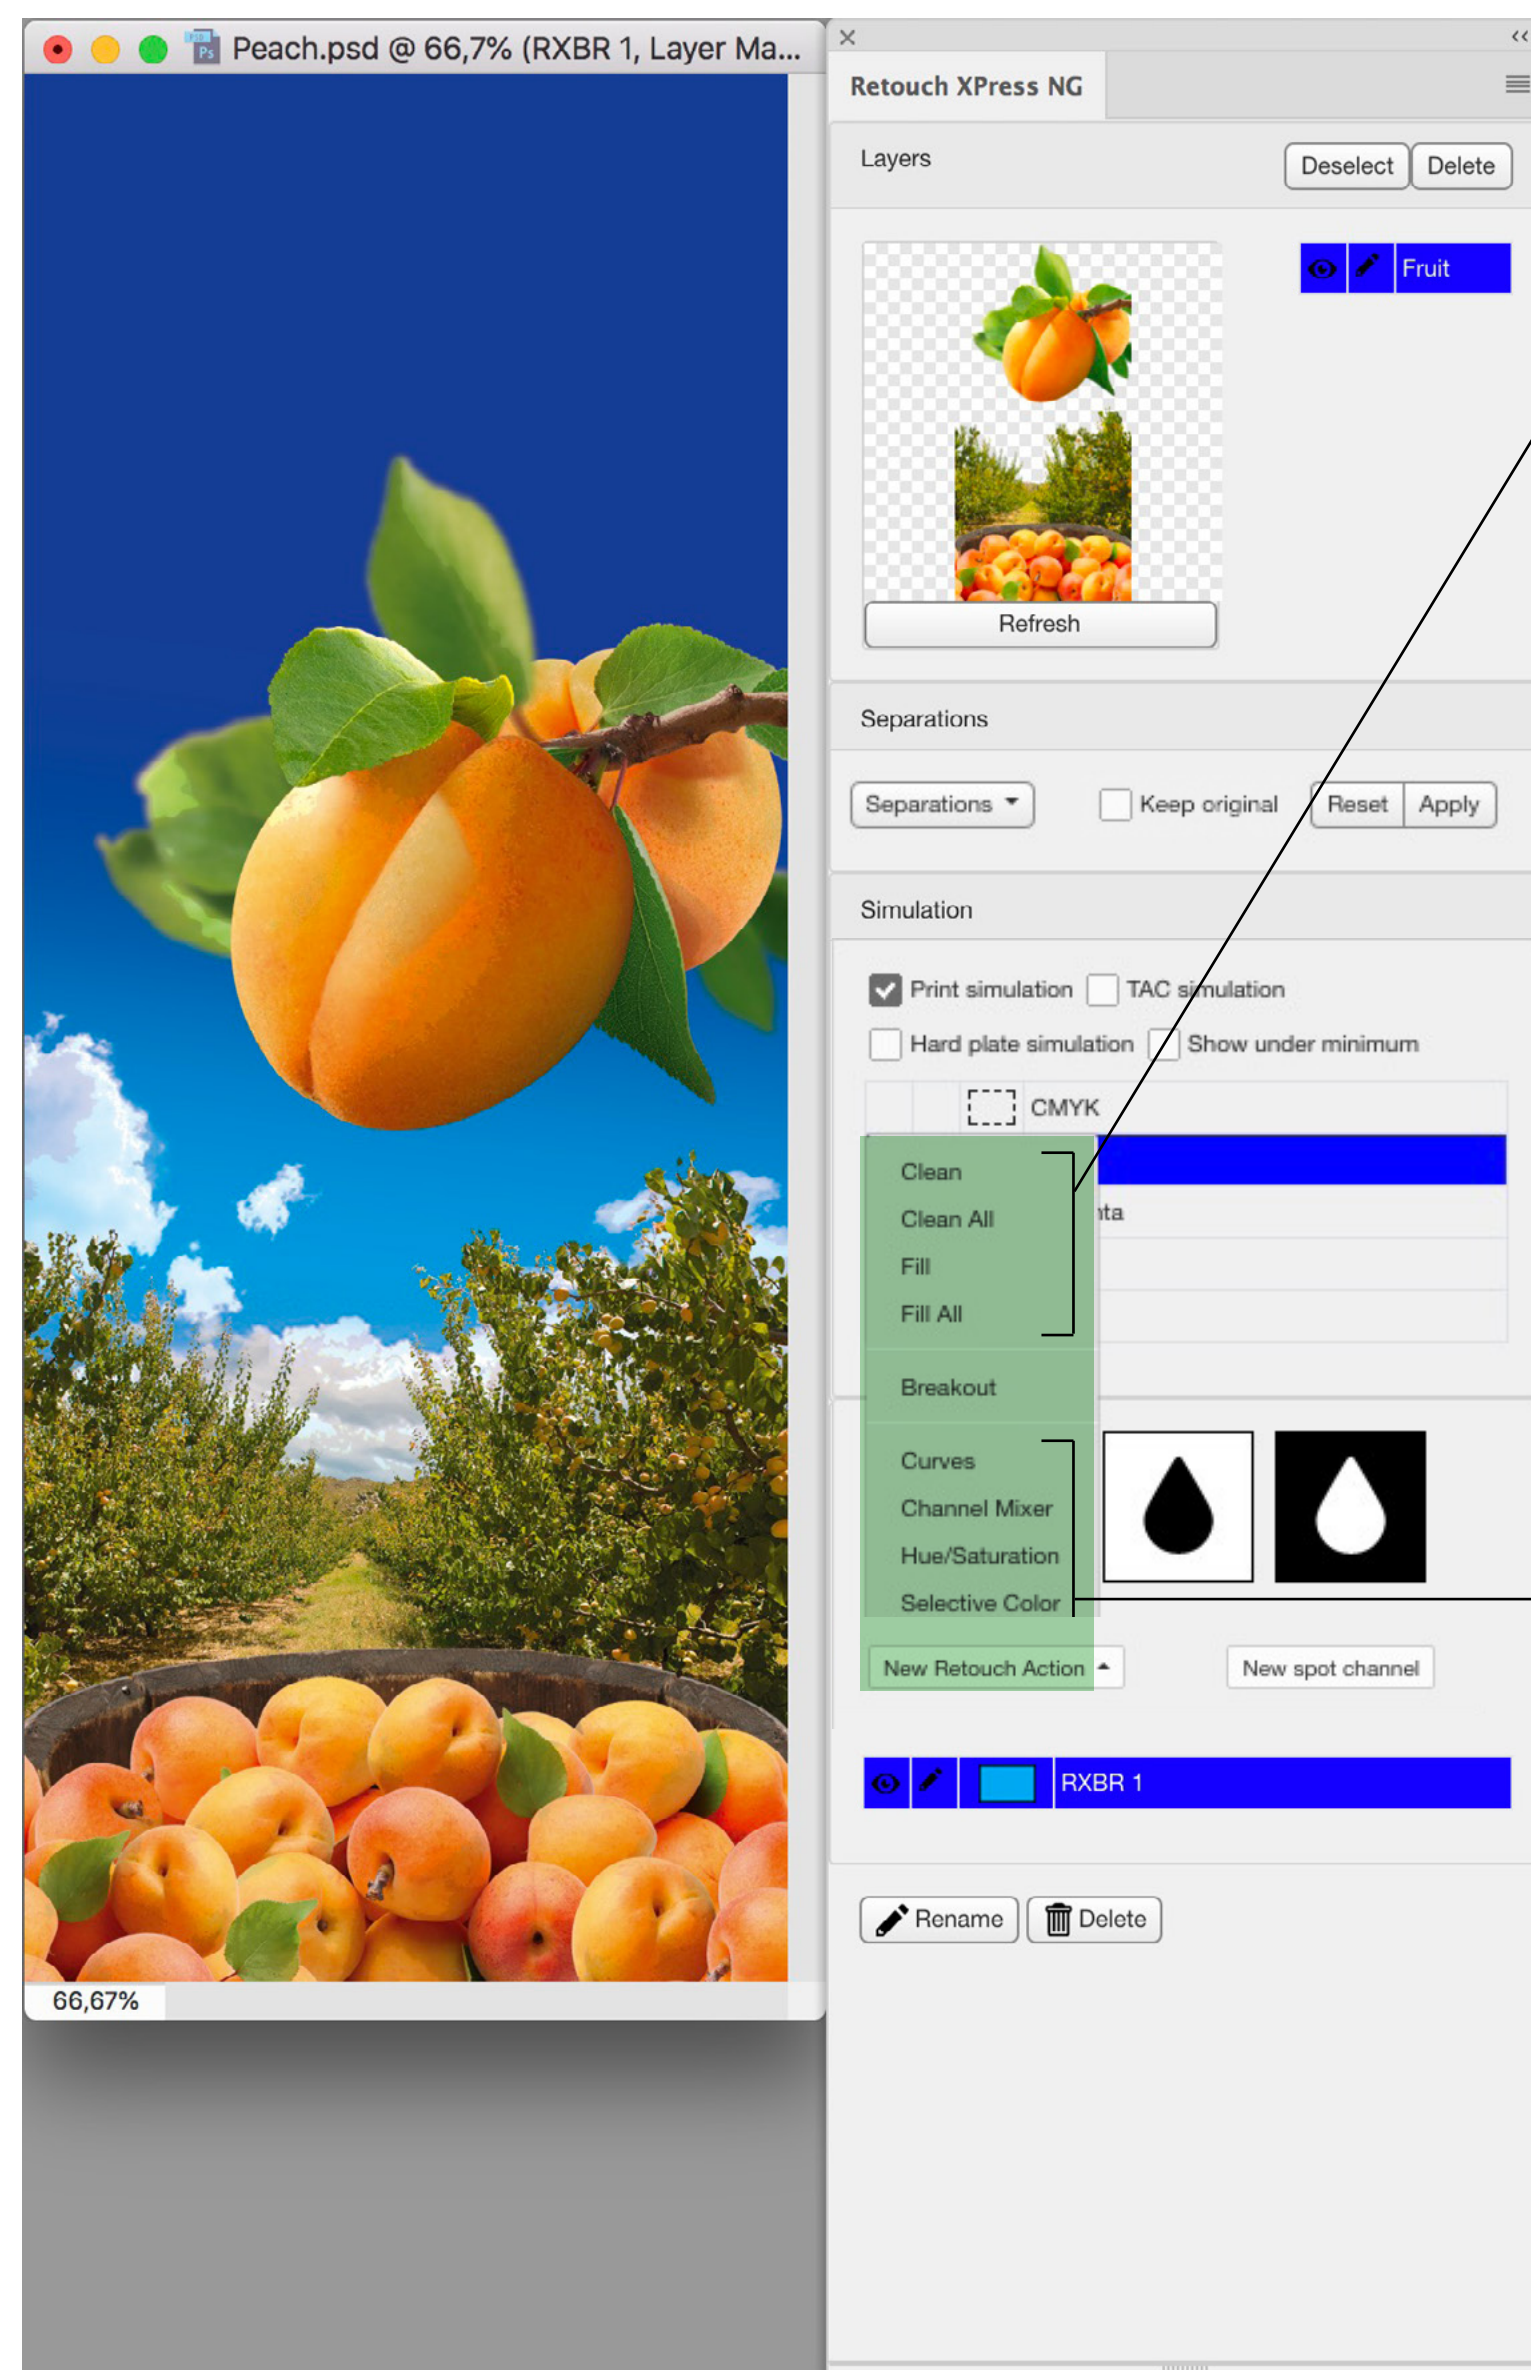 Peach.psd @ 66,7% (RXBR 1, Layer Ma...
Retouch XPress NG
Layers
Deselect
Delete
Fruit
Refresh
Separations
Separations
Keep original
Reset
Apply
Simulation
Print simulation
TAC simulation
Hard plate simulation
Show under minimum
CMYK
Clean
Clean All
nta
Fill
Fill All
Breakout
Curves
Channel Mixer
Hue/Saturation
Selective Color
New Retouch Action
New spot channel
RXBR 1
Rename
Delete
66,67%